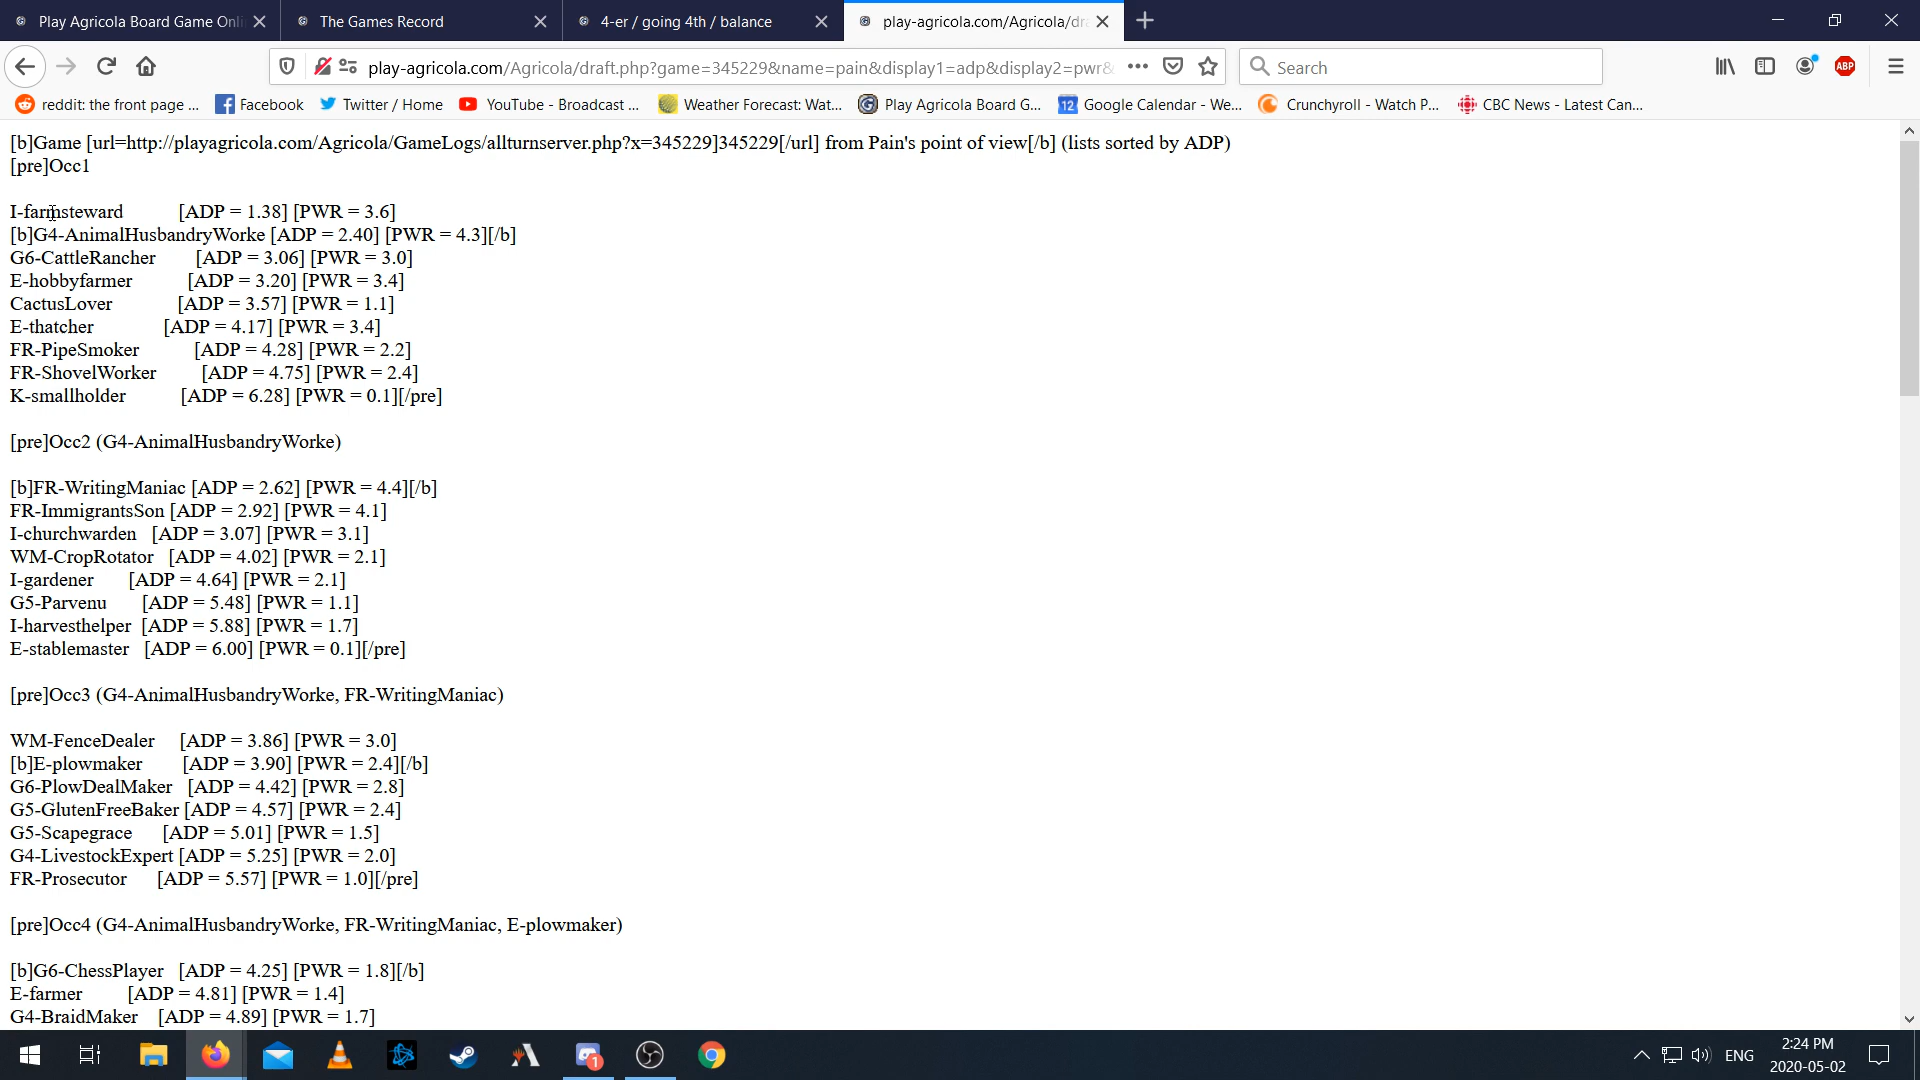 Play Agricola Board Game Onli
The Games Record
4-er / going 4th / balance
play-agricola.com/Agricola/dra
play-agricola.com/Agricola/draft.php?game=345229&name=pain&display1=adp&display2=pwr&
Search
ABP
reddit: the front page ...
Facebook
Twitter / Home
YouTube - Broadcast ...
Weather Forecast: Wat...
Play Agricola Board G...
12
Google Calendar - We...
Crunchyroll - Watch P...
CBC News - Latest Can...
[b]Game [url=http://playagricola.com/Agricola/GameLogs/allturnserver.php?x=345229]345229[/url] from Pain's point of view[/b] (lists sorted by ADP)
[pre]Occ1
I-farmsteward [ADP = 1.38] [PWR = 3.6]
[b]G4-AnimalHusbandryWorke [ADP = 2.40] [PWR = 4.3][/b]
G6-CattleRancher [ADP = 3.06] [PWR = 3.0]
E-hobbyfarmer [ADP = 3.20] [PWR = 3.4]
CactusLover [ADP = 3.57] [PWR = 1.1]
E-thatcher [ADP = 4.17] [PWR = 3.4]
FR-PipeSmoker [ADP = 4.28] [PWR = 2.2]
FR-ShovelWorker [ADP = 4.75] [PWR = 2.4]
K-smallholder [ADP = 6.28] [PWR = 0.1][/pre]
[pre]Occ2 (G4-AnimalHusbandryWorke)
[b]FR-WritingManiac [ADP = 2.62] [PWR = 4.4][/b]
FR-ImmigrantsSon [ADP = 2.92] [PWR = 4.1]
I-churchwarden [ADP = 3.07] [PWR = 3.1]
WM-CropRotator [ADP = 4.02] [PWR = 2.1]
I-gardener [ADP = 4.64] [PWR = 2.1]
G5-Parvenu [ADP = 5.48] [PWR = 1.1]
I-harvesthelper [ADP = 5.88] [PWR = 1.7]
E-stablemaster [ADP = 6.00] [PWR = 0.1][/pre]
[pre]Occ3 (G4-AnimalHusbandryWorke, FR-WritingManiac)
WM-FenceDealer [ADP = 3.86] [PWR = 3.0]
[b]E-plowmaker [ADP = 3.90] [PWR = 2.4][/b]
G6-PlowDealMaker [ADP = 4.42] [PWR = 2.8]
G5-GlutenFreeBaker [ADP = 4.57] [PWR = 2.4]
G5-Scapegrace [ADP = 5.01] [PWR = 1.5]
G4-LivestockExpert [ADP = 5.25] [PWR = 2.0]
FR-Prosecutor [ADP = 5.57] [PWR = 1.0][/pre]
[pre]Occ4 (G4-AnimalHusbandryWorke, FR-WritingManiac, E-plowmaker)
[b]G6-ChessPlayer [ADP = 4.25] [PWR = 1.8][/b]
E-farmer [ADP = 4.81] [PWR = 1.4]
G4-BraidMaker [ADP = 4.89] [PWR = 1.7]
1
ENG
2:24 PM
2020-05-02